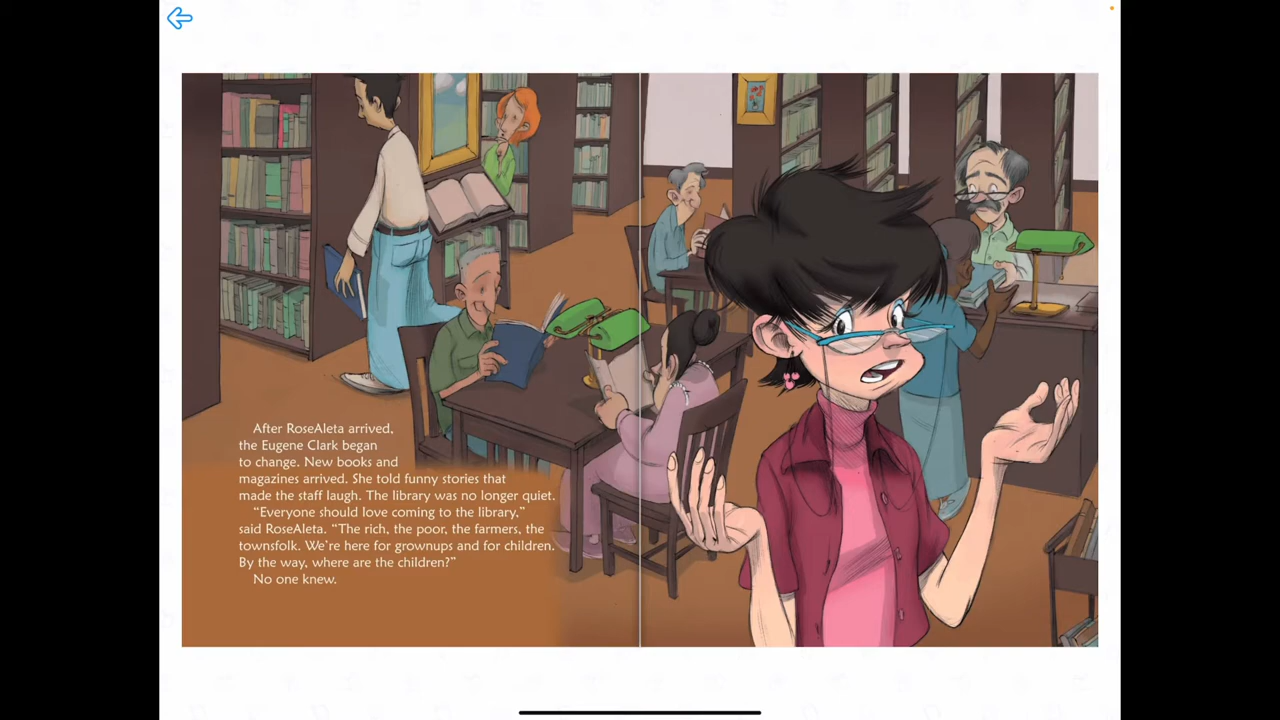 After RoseAleta arrived,
the Eugene Clark began
to change. New books and
magazines arrived. She told funny stories that
made the staff laugh. The library was no longer quiet.
“Everyone should love coming to the library,”
said RoseAleta. “The rich, the poor, the farmers, the
townsfolk. We’re here for grownups and for children.
By the way, where are the children?”
No one knew.